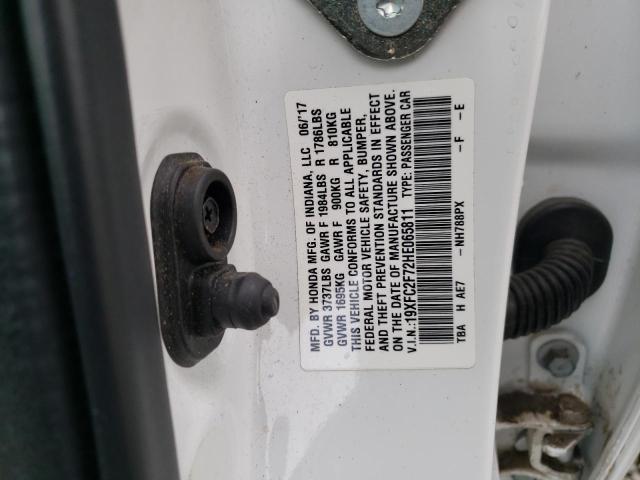 MFD. BY HONDA MFG. OF INDIANA, LLC 06/'17
GVWR 3737LBS GAWR F 1984LBS R 1786LBS
GVWR 1695KG GAWR F 900KG R 810KG
THIS VEHICLE CONFORMS TO ALL APPLICABLE
FEDERAL MOTOR VEHICLE SAFETY, BUMPER,
AND THEFT PREVENTION STANDARDS IN EFFECT
ON THE DATE OF MANUFACTURE SHOWN ABOVE.
V.I.N.:19XFC2F72HE065811 TYPE: PASSENGER CAR
TBA H AE7 -NH788PX -F -E